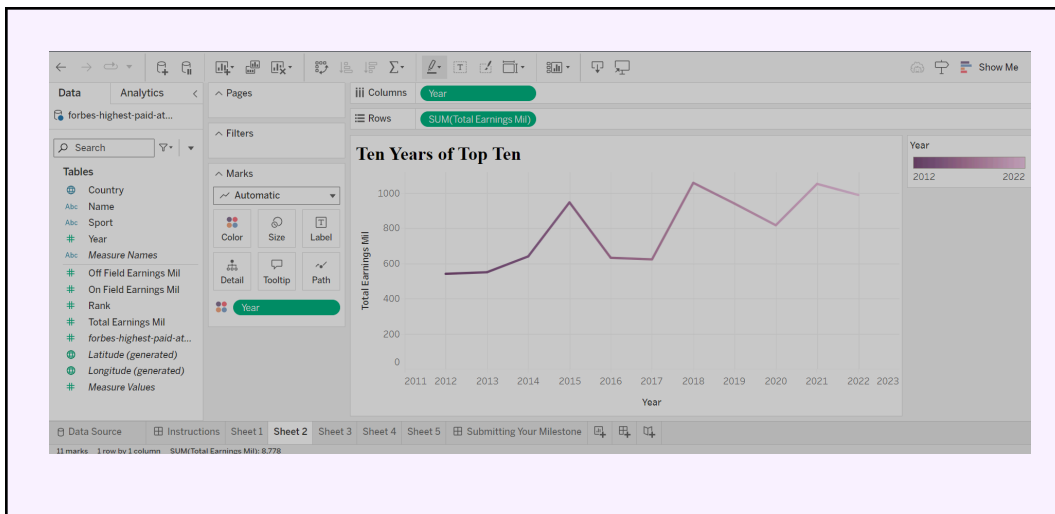 Show Me
Data Analytics
forbes-highest-paid-at...
Search
Tables
Country
Abc Name
Abc Sport
# Year
Abc Measure Names
# Off Field Earnings Mil
# On Field Earnings Mil
# Rank
# Total Earnings Mil
# forbes-highest-paid-at...
Latitude (generated)
Longitude (generated)
# Measure Values
Pages
Filters
Marks
Automatic
Color Size Label
Detail Tooltip Path
Year
Columns Year
Rows SUM(Total Earnings Mil)
Ten Years of Top Ten
Total Earnings Mil
1000
800
600
400
200
0
2011 2012 2013 2014 2015 2016 2017 2018 2019 2020 2021 2022 2023
Year
Year
2012 2022
Data Source Instructions Sheet 1 Sheet 2 Sheet 3 Sheet 4 Sheet 5 Submitting Your Milestone
11 marks 1 row by 1 column SUM(Total Earnings Mil): 8,778